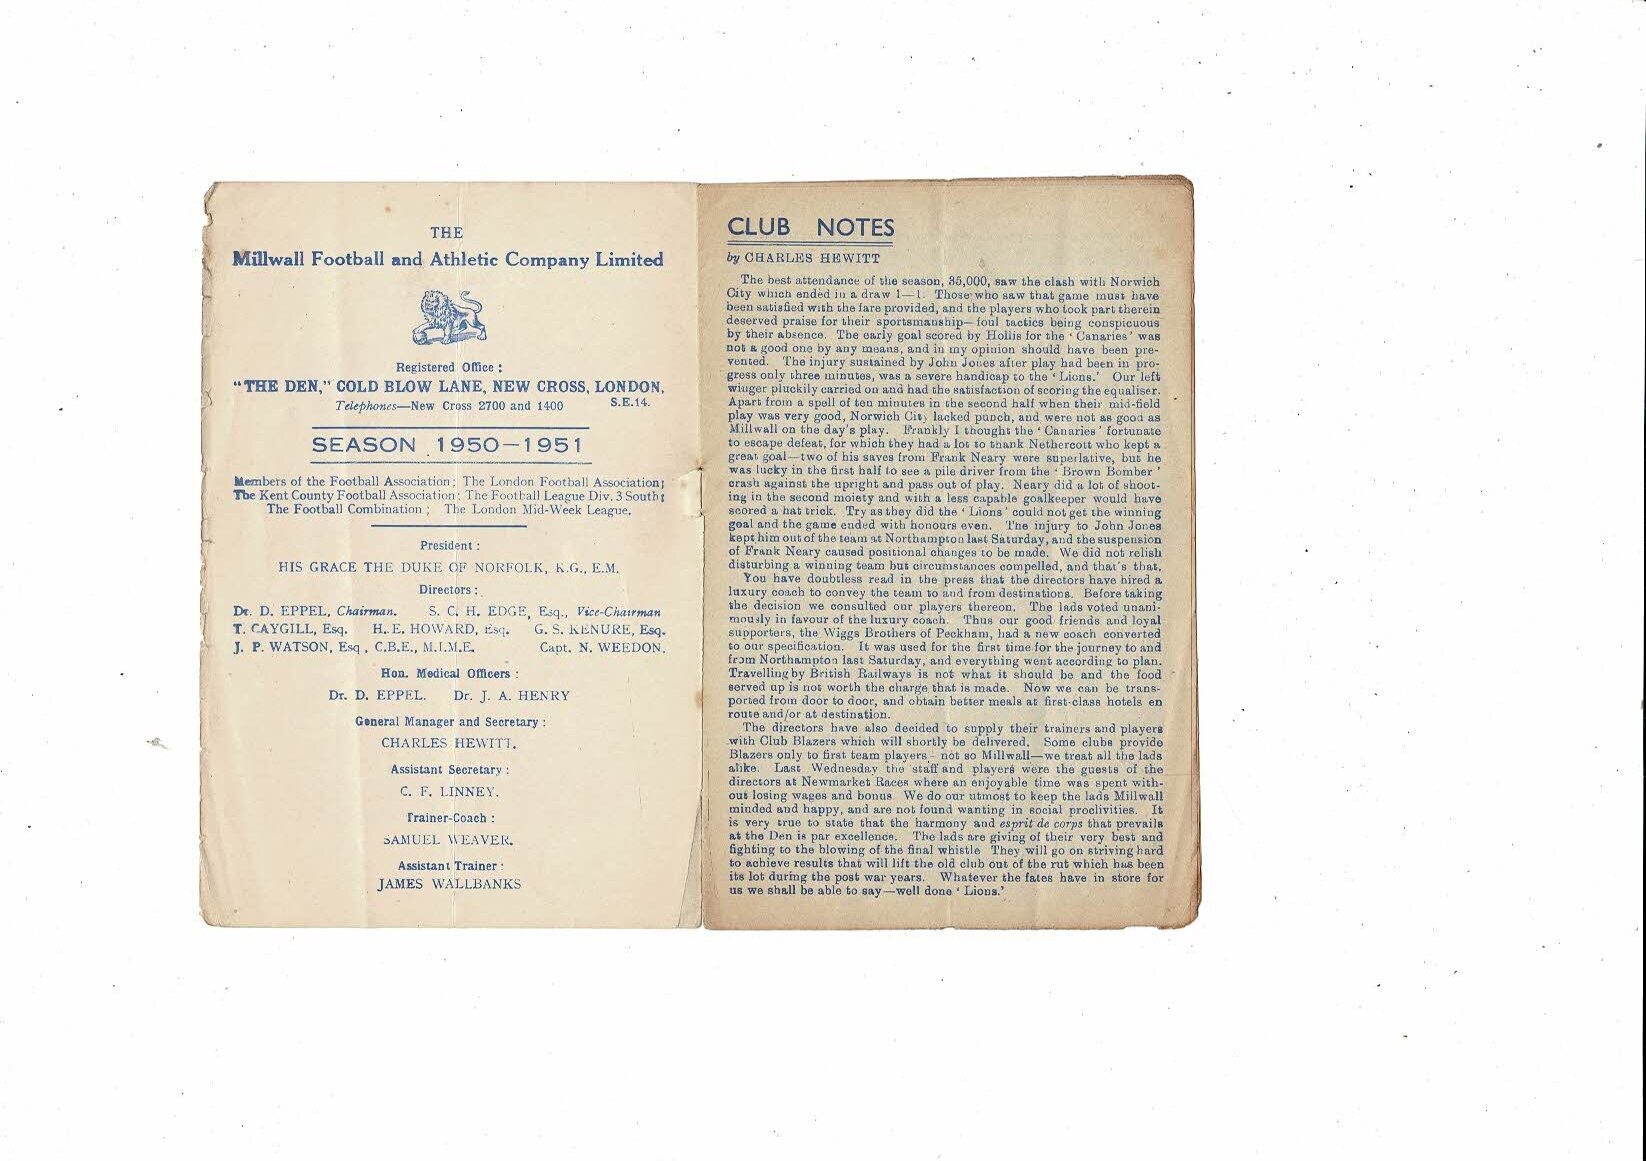 THE
Millwall Football and Athletic Company Limited
Registered Office :
"THE DEN," COLD BLOW LANE, NEW CROSS, LONDON,
Telephones—New Cross 2700 and 1400 S.E.14.
SEASON 1950-1951
Members of the Football Association; The London Football Association;
The Kent County Football Association; The Football League Div. 3 South;
The Football Combination; The London Mid-Week League.
President :
HIS GRACE THE DUKE OF NORFOLK, K.G., E.M.
Directors :
Dr. D. EPPEL, Chairman. S. C. H. EDGE, Esq., Vice-Chairman
T. CAYGILL, Esq. H. E. HOWARD, Esq. G. S. KENURE, Esq.
J. P. WATSON, Esq., C.B.E., M.I.M.E. Capt. N. WEEDON.
Hon. Medical Officers :
Dr. D. EPPEL. Dr. J. A. HENRY
General Manager and Secretary :
CHARLES HEWITT.
Assistant Secretary :
C. F. LINNEY.
Trainer-Coach :
SAMUEL WEAVER.
Assistant Trainer :
JAMES WALLBANKS
CLUB NOTES
by CHARLES HEWITT
The best attendance of the season, 35,000, saw the clash with Norwich
City which ended in a draw 1—1. Those who saw that game must have
been satisfied with the fare provided, and the players who took part therein
deserved praise for their sportsmanship—foul tactics being conspicuous
by their absence. The early goal scored by Hollis for the ' Canaries ' was
not a good one by any means, and in my opinion should have been pre-
vented. The injury sustained by John Jones after play had been in pro-
gress only three minutes, was a severe handicap to the ' Lions.' Our left
winger pluckily carried on and had the satisfaction of scoring the equaliser.
Apart from a spell of ten minutes in the second half when their mid-field
play was very good, Norwich City lacked punch, and were not as good as
Millwall on the day's play. Frankly I thought the ' Canaries ' fortunate
to escape defeat, for which they had a lot to thank Nethercott who kept a
great goal—two of his saves from Frank Neary were superlative, but he
was lucky in the first half to see a pile driver from the ' Brown Bomber '
crash against the upright and pass out of play. Neary did a lot of shoot-
ing in the second moiety and with a less capable goalkeeper would have
scored a hat trick. Try as they did the ' Lions ' could not get the winning
goal and the game ended with honours even. The injury to John Jones
kept him out of the team at Northampton last Saturday, and the suspension
of Frank Neary caused positional changes to be made. We did not relish
disturbing a winning team but circumstances compelled, and that's that.
You have doubtless read in the press that the directors have hired a
luxury coach to convey the team to and from destinations. Before taking
the decision we consulted our players thereon. The lads voted unani-
mously in favour of the luxury coach. Thus our good friends and loyal
supporters, the Wiggs Brothers of Peckham, had a new coach converted
to our specification. It was used for the first time for the journey to and
from Northampton last Saturday, and everything went according to plan.
Travelling by British Railways is not what it should be and the food
served up is not worth the charge that is made. Now we can be trans-
ported from door to door, and obtain better meals at first-class hotels en
route and/or at destination.
The directors have also decided to supply their trainers and players
with Club Blazers which will shortly be delivered. Some clubs provide
Blazers only to first team players - not so Millwall—we treat all the lads
alike. Last Wednesday the staff and players were the guests of the
directors at Newmarket Races where an enjoyable time was spent with-
out losing wages and bonus We do our utmost to keep the lads Millwall
minded and happy, and are not found wanting in social proclivities. It
is very true to state that the harmony and esprit de corps that prevails
at the Den is par excellence. The lads are giving of their very best and
fighting to the blowing of the final whistle They will go on striving hard
to achieve results that will lift the old club out of the rut which has been
its lot during the post war years. Whatever the fates have in store for
us we shall be able to say—well done ' Lions.'